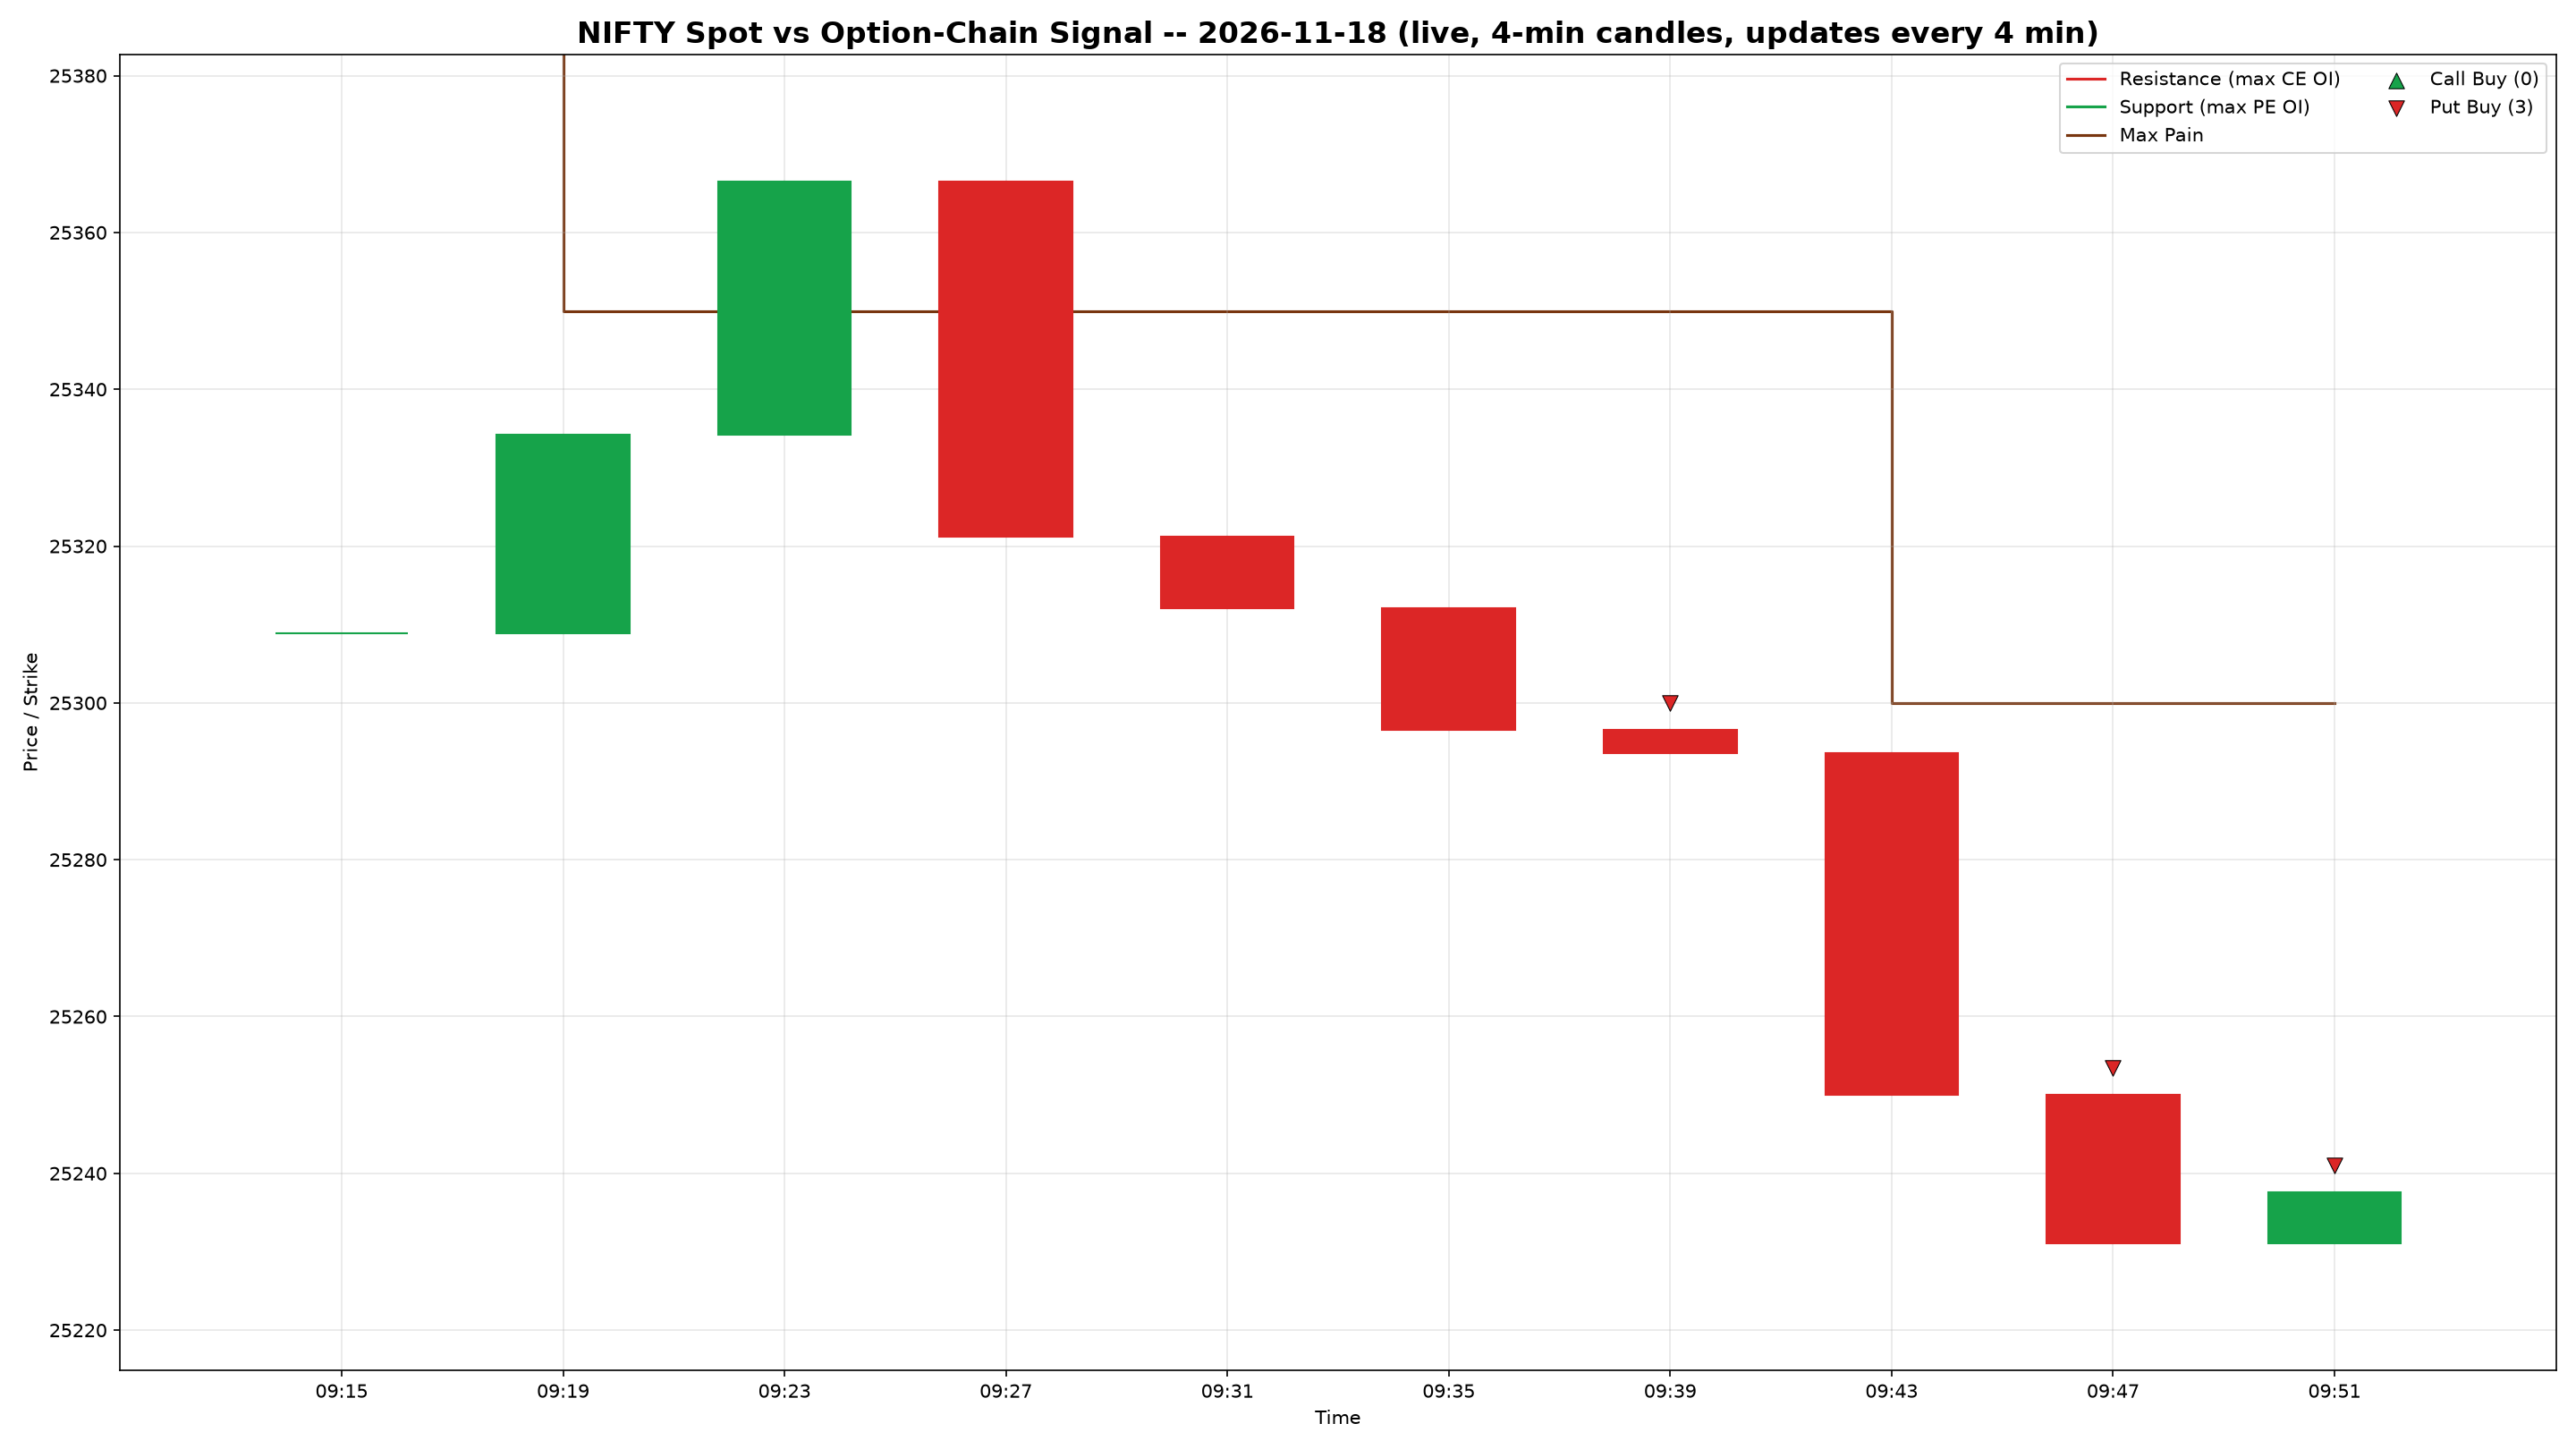 NIFTY Spot vs Option-Chain Signal -- 2026-11-18 (live, 4-min candles, updates every 4 min)
Resistance (max CE OI)
Support (max PE OI)
Max Pain
Call Buy (0)
Put Buy (3)
Price / Strike
25380
25360
25340
25320
25300
25280
25260
25240
25220
09:15 09:19 09:23 09:27 09:31 09:35 09:39 09:43 09:47 09:51
Time